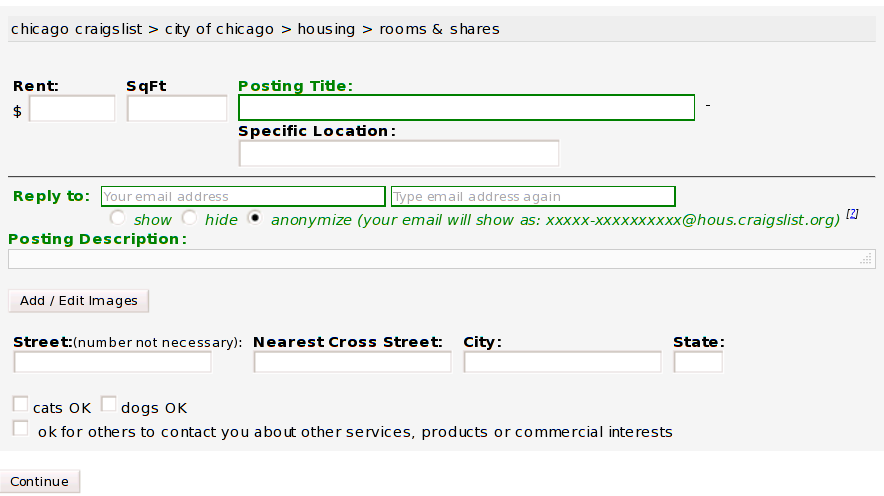 chicago craigslist > city of chicago > housing > rooms & shares
Rent: SqFt Posting Title:
$ -
Specific Location:
Reply to: Your email address Type email address again
show hide anonymize (your email will show as: xxxxx-xxxxxxxxxx@hous.craigslist.org) [?]
Posting Description:
Add / Edit Images
Street:(number not necessary): Nearest Cross Street: City: State:
cats OK dogs OK
ok for others to contact you about other services, products or commercial interests
Continue